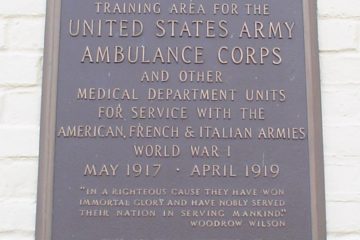 TRAINING AREA FOR THE
UNITED STATES ARMY
AMBULANCE CORPS
AND OTHER
MEDICAL DEPARTMENT UNITS
FOR SERVICE WITH THE
AMERICAN, FRENCH & ITALIAN ARMIES
WORLD WAR I
MAY 1917 · APRIL 1919
"IN A RIGHTEOUS CAUSE THEY HAVE WON
IMMORTAL GLORY AND HAVE NOBLY SERVED
THEIR NATION IN SERVING MANKIND."
WOODROW WILSON